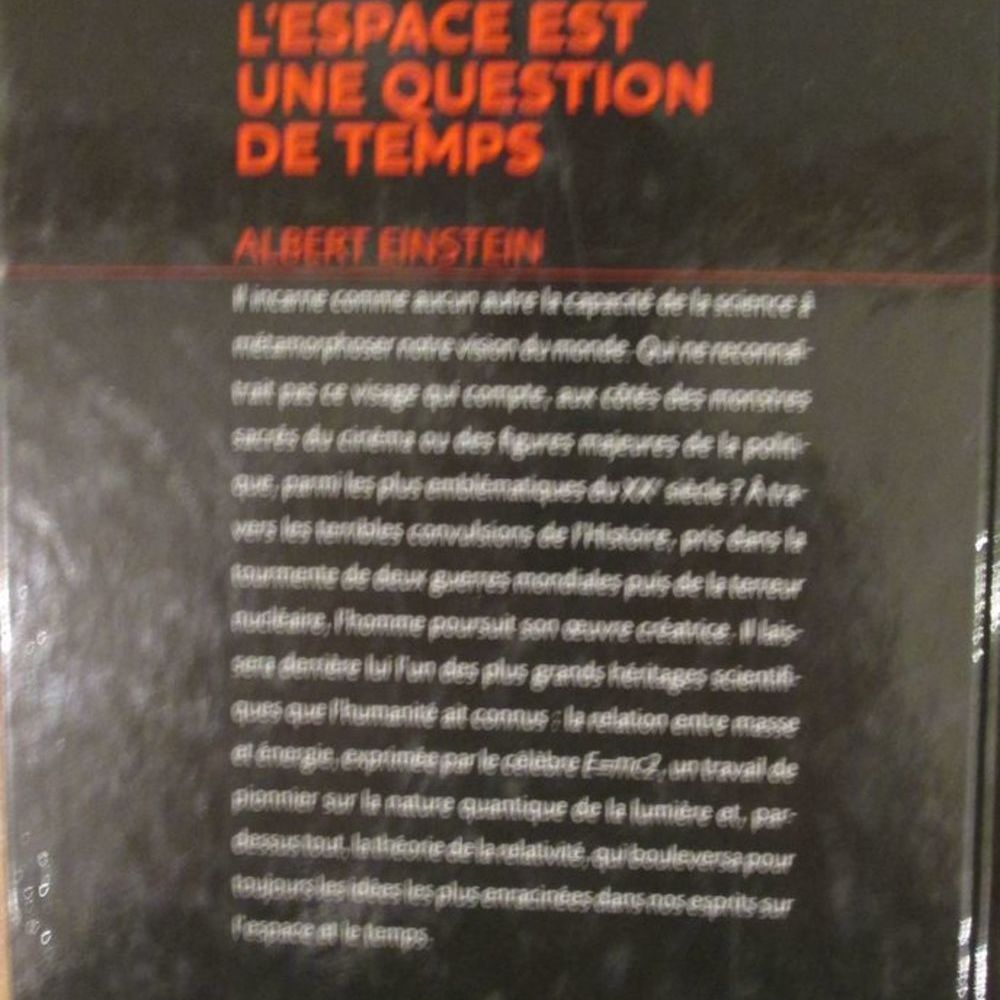 L'ESPACE EST
UNE QUESTION
DE TEMPS
ALBERT EINSTEIN
Il incarne comme aucun autre la capacité de la science à
métamorphoser notre vision du monde. Qui ne reconnaî-
trait pas ce visage qui compte, aux côtés des monstres
sacrés du cinéma ou des figures majeures de la politi-
que, parmi les plus emblématiques du XXe siècle ? À tra-
vers les terribles convulsions de l'Histoire, pris dans la
tourmente de deux guerres mondiales puis de la terreur
nucléaire, l'homme poursuit son œuvre créatrice. Il lais-
sera derrière lui l'un des plus grands héritages scientifi-
ques que l'humanité ait connus : la relation entre masse
et énergie, exprimée par le célèbre E=mc2, un travail de
pionnier sur la nature quantique de la lumière et, par-
dessus tout, la théorie de la relativité, qui bouleversa pour
toujours les idées les plus enracinées dans nos esprits sur
l'espace et le temps.